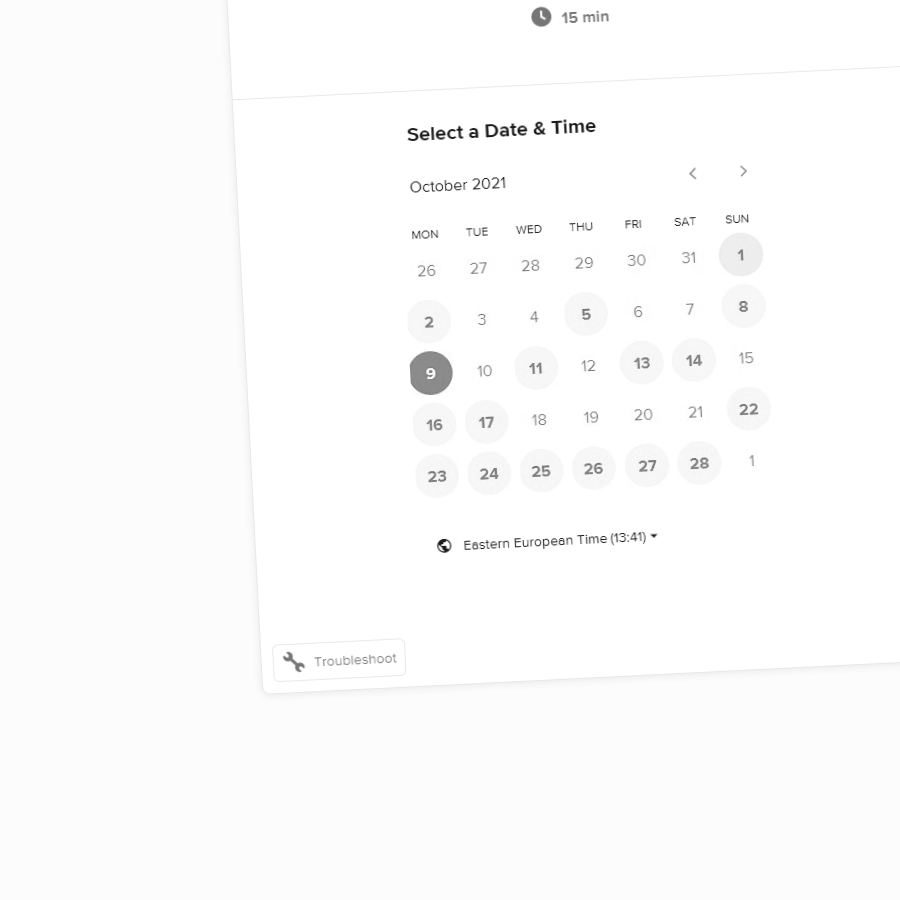 15 min
Select a Date & Time
October 2021
MON TUE WED THU FRI SAT SUN
26 27 28 29 30 31 1
2 3 4 5 6 7 8
9 10 11 12 13 14 15
16 17 18 19 20 21 22
23 24 25 26 27 28 1
Eastern European Time (13:41)
Troubleshoot